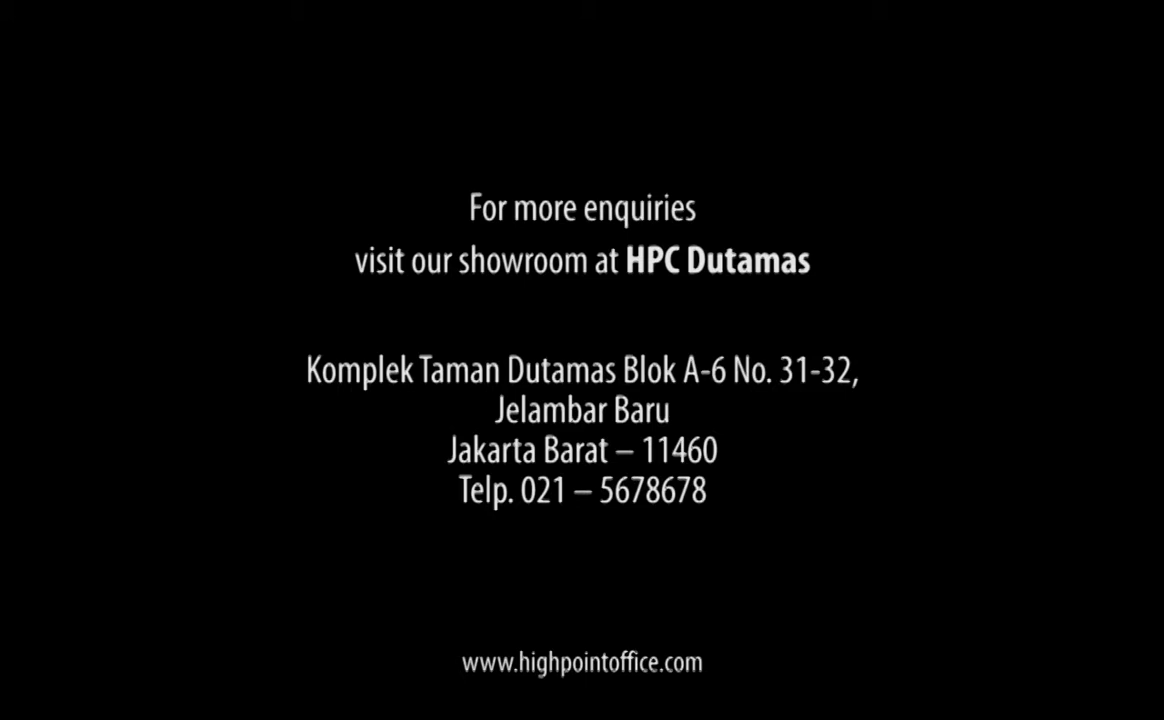 For more enquiries
visit our showroom at HPC Dutamas
Komplek Taman Dutamas Blok A-6 No. 31-32,
Jelambar Baru
Jakarta Barat – 11460
Telp. 021 – 5678678
www.highpointoffice.com